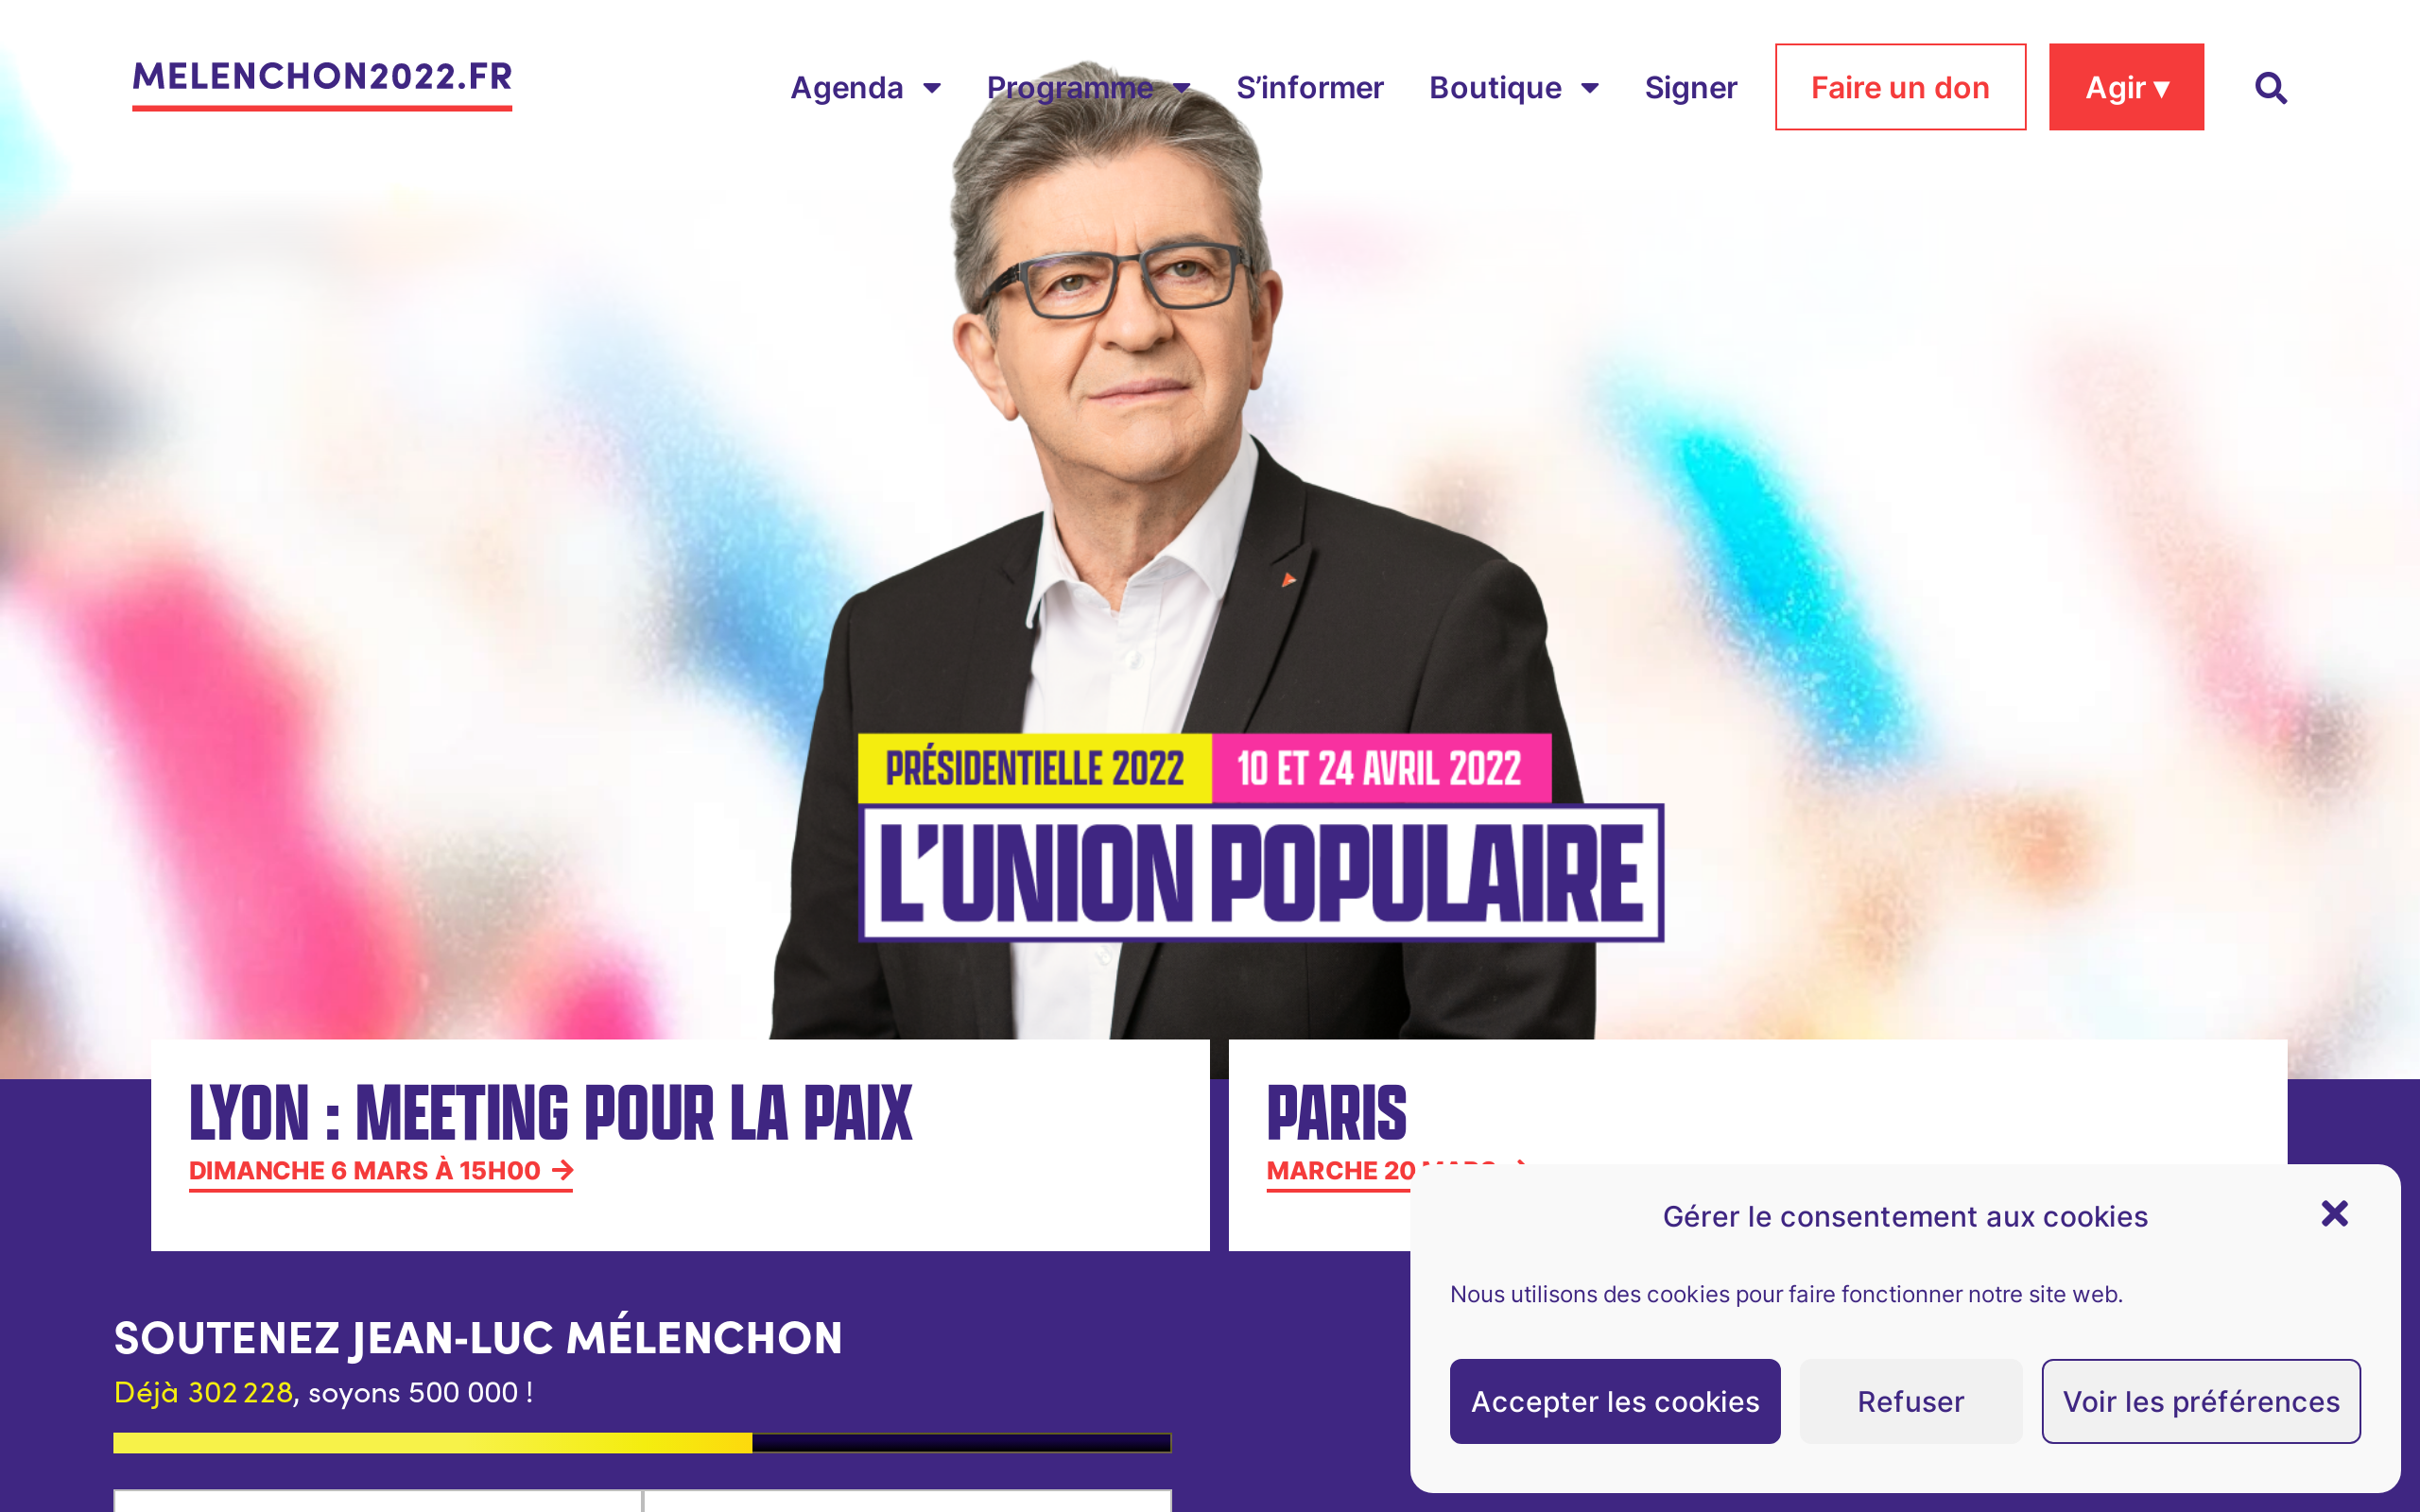 MELENCHON2022.FR
Agenda
Programme
S’informer
Boutique
Signer
Faire un don
Agir ▾
PRÉSIDENTIELLE 2022
10 ET 24 AVRIL 2022
L’UNION POPULAIRE
LYON : MEETING POUR LA PAIX
DIMANCHE 6 MARS À 15H00 →
PARIS
MARCHE 20 MARS
Gérer le consentement aux cookies
Nous utilisons des cookies pour faire fonctionner notre site web.
Accepter les cookies
Refuser
Voir les préférences
SOUTENEZ JEAN-LUC MÉLENCHON
Déjà 302 228, soyons 500 000 !